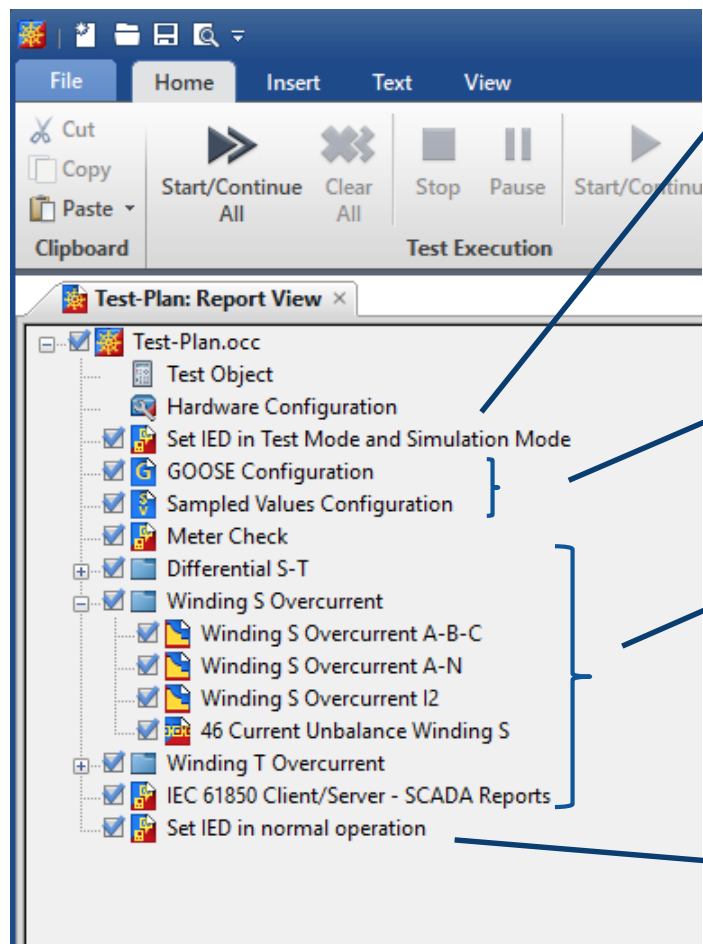 File Home Insert Text View
Cut
Copy
Paste
Start/Continue All
Clear All
Stop
Pause
Clipboard
Test Execution
Test-Plan: Report View
Test-Plan.occ
Test Object
Hardware Configuration
Set IED in Test Mode and Simulation Mode
GOOSE Configuration
Sampled Values Configuration
Meter Check
Differential S-T
Winding S Overcurrent
Winding S Overcurrent A-B-C
Winding S Overcurrent A-N
Winding S Overcurrent I2
46 Current Unbalance Winding S
Winding T Overcurrent
IEC 61850 Client/Server - SCADA Reports
Set IED in normal operation